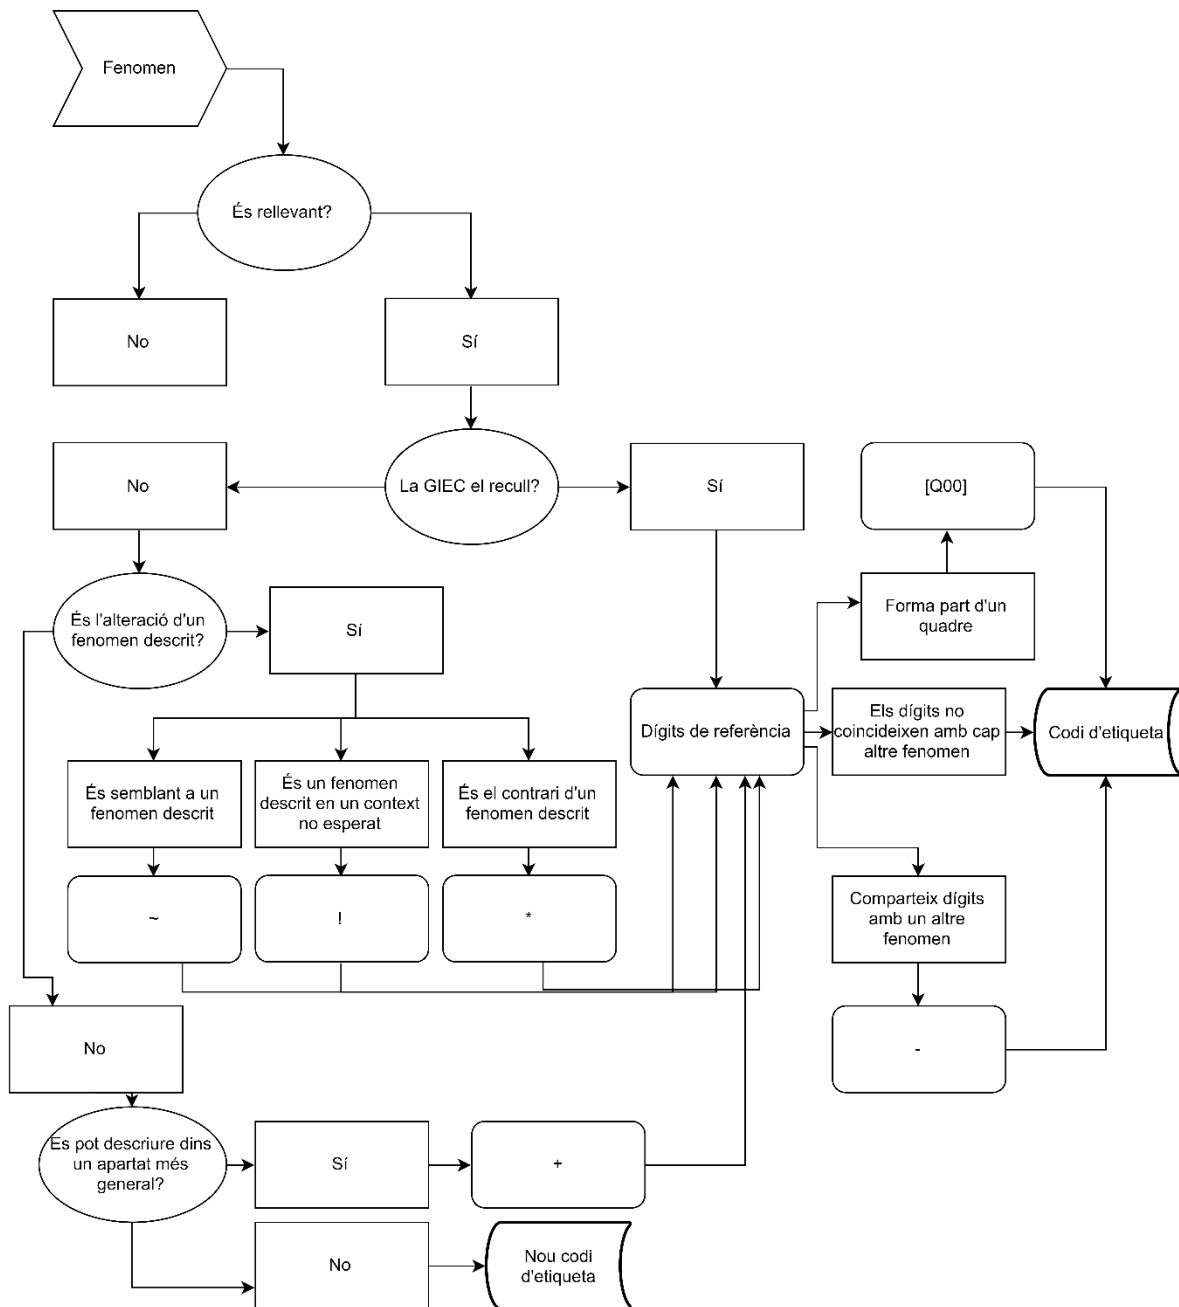 Fenomen
És rellevant?
No
Sí
No
La GIEC el recull?
Sí
[Q00]
És l'alteració d'un
fenomen descrit?
Sí
Forma part d'un
quadre
Dígits de referència
Els dígits no
coincideixen amb cap
altre fenomen
Codi d'etiqueta
És semblant a un
fenomen descrit
És un fenomen
descrit en un context
no esperat
És el contrari d'un
fenomen descrit
~
!
*
Comparteix dígits
amb un altre
fenomen
-
No
Es pot descriure dins
un apartat més
general?
Sí
+
No
Nou codi
d'etiqueta